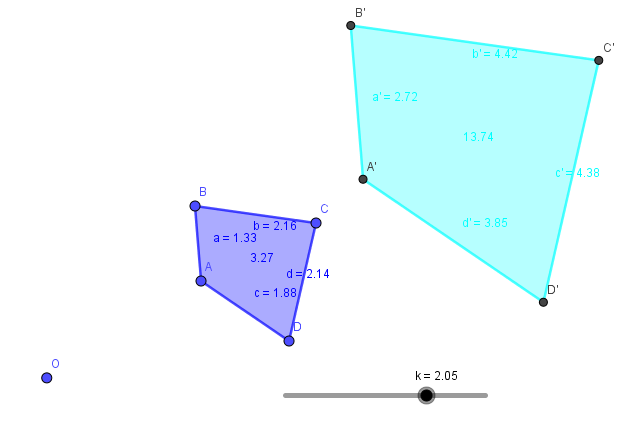 B'
C'
b' = 4.42
a' = 2.72
13.74
A'
c' = 4.38
B
C
b = 2.16
d' = 3.85
a = 1.33
3.27
A
d = 2.14
c = 1.88
D'
D
O
k = 2.05